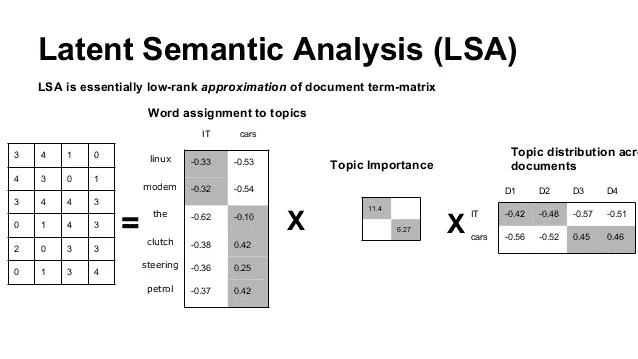 Latent Semantic Analysis (LSA)
LSA is essentially low-rank approximation of document term-matrix
Word assignment to topics
IT cars
Topic Importance
Topic distribution acr
documents
D1 D2 D3 D4
3 4 1 0
4 3 0 1
3 4 4 3
0 1 4 3
2 0 3 3
0 1 3 4
=
linux -0.33 -0.53
modem -0.32 -0.54
the -0.62 -0.10
clutch -0.38 0.42
steering -0.36 0.25
petrol -0.37 0.42
X
11.4
6.27
X
IT -0.42 -0.48 -0.57 -0.51
cars -0.56 -0.52 0.45 0.46